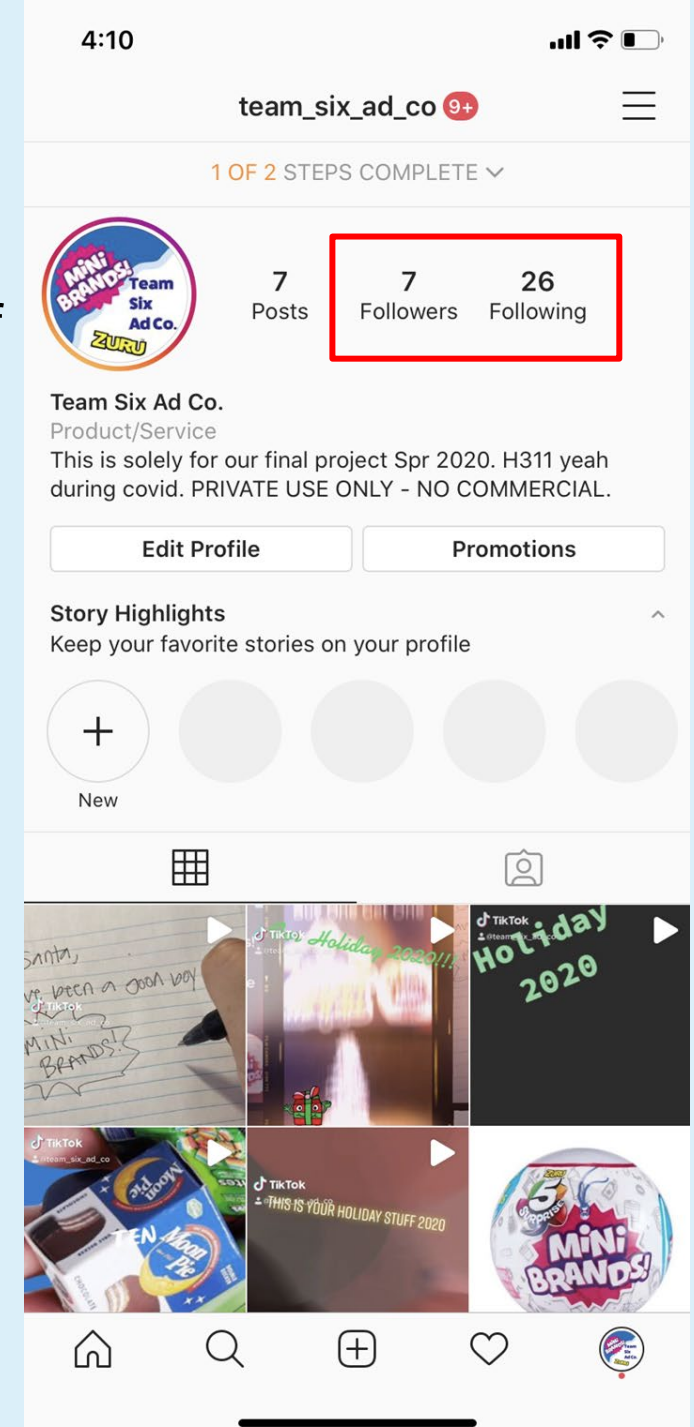 4:10
team_six_ad_co 9+
1 OF 2 STEPS COMPLETE
MiNi
BRANDS!
Team
Six
Ad Co.
ZURU
7
Posts
7
Followers
26
Following
Team Six Ad Co.
Product/Service
This is solely for our final project Spr 2020. H311 yeah
during covid. PRIVATE USE ONLY - NO COMMERCIAL.
Edit Profile
Promotions
Story Highlights
Keep your favorite stories on your profile
New
Santa,
been a good boy
TikTok
MiNi
BRANDS!
TikTok
Holiday 2020!!!
TikTok
Holiday
2020
TikTok
@team_six_ad_co
Moon
Pie
TEN
Moon
Pie
CHOCOLATE
TikTok
THIS IS YOUR HOLIDAY STUFF 2020
ZURU
5
SURPRISE
MiNi
BRANDS!